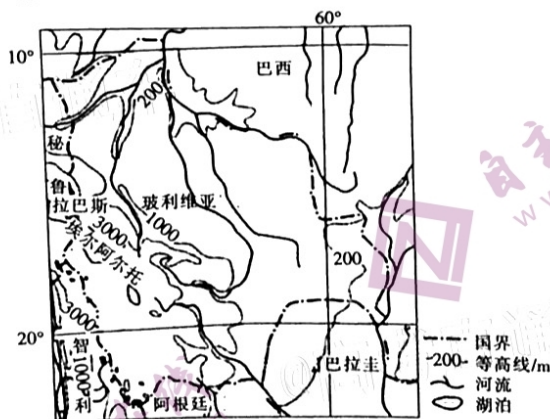 60°
10°
巴西
200
秘
鲁
玻利维亚
拉巴斯
3000
1000
埃尔阿尔托
200
3000
20°
智
1000
利
巴拉圭
阿根廷
国界
200 等高线/m
河流
湖泊